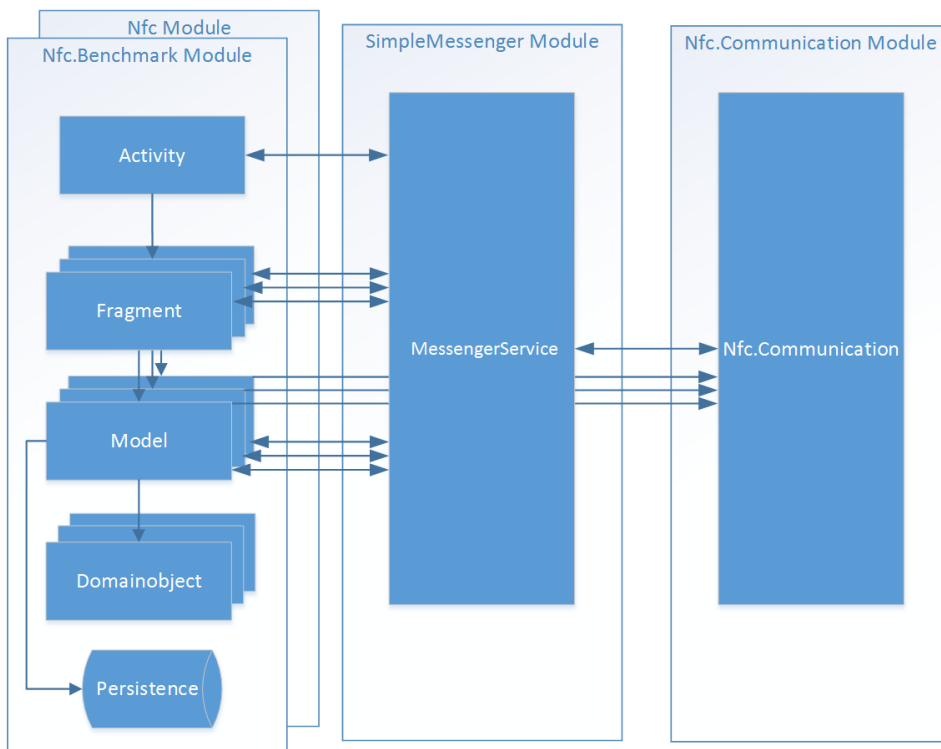 Nfc Module
Nfc.Benchmark Module
Activity
Fragment
Model
Domainobject
Persistence
SimpleMessenger Module
MessengerService
Nfc.Communication Module
Nfc.Communication